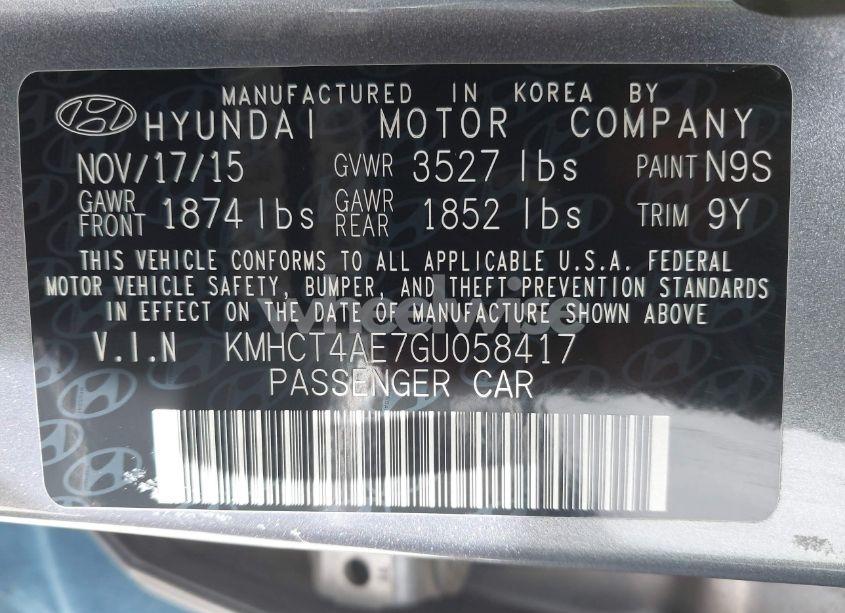 MANUFACTURED IN KOREA BY
HYUNDAI MOTOR COMPANY
NOV/17/15 GVWR 3527 lbs PAINT N9S
GAWR FRONT 1874 lbs GAWR REAR 1852 lbs TRIM 9Y
THIS VEHICLE CONFORMS TO ALL APPLICABLE U.S.A. FEDERAL
MOTOR VEHICLE SAFETY, BUMPER, AND THEFT PREVENTION STANDARDS
IN EFFECT ON THE DATE OF MANUFACTURE SHOWN ABOVE
wheelwise
V.I.N KMHCT4AE7GU058417
PASSENGER CAR